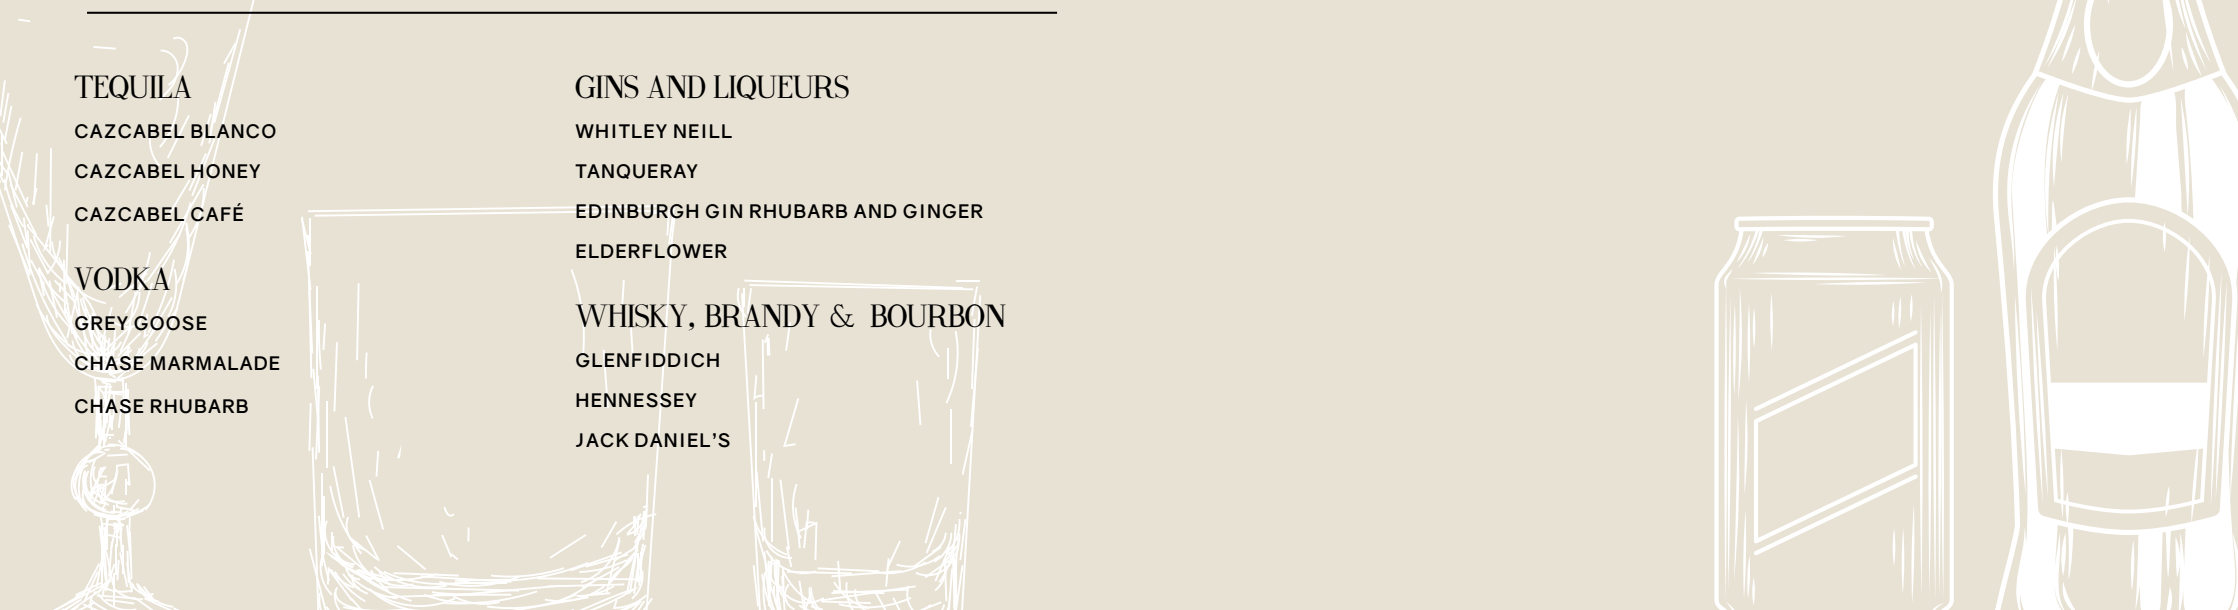 TEQUILA
CAZCABEL BLANCO
CAZCABEL HONEY
CAZCABEL CAFÉ
VODKA
GREY GOOSE
CHASE MARMALADE
CHASE RHUBARB
GINS AND LIQUEURS
WHITLEY NEILL
TANQUERAY
EDINBURGH GIN RHUBARB AND GINGER
ELDERFLOWER
WHISKY, BRANDY & BOURBON
GLENFIDDICH
HENNESSEY
JACK DANIEL’S